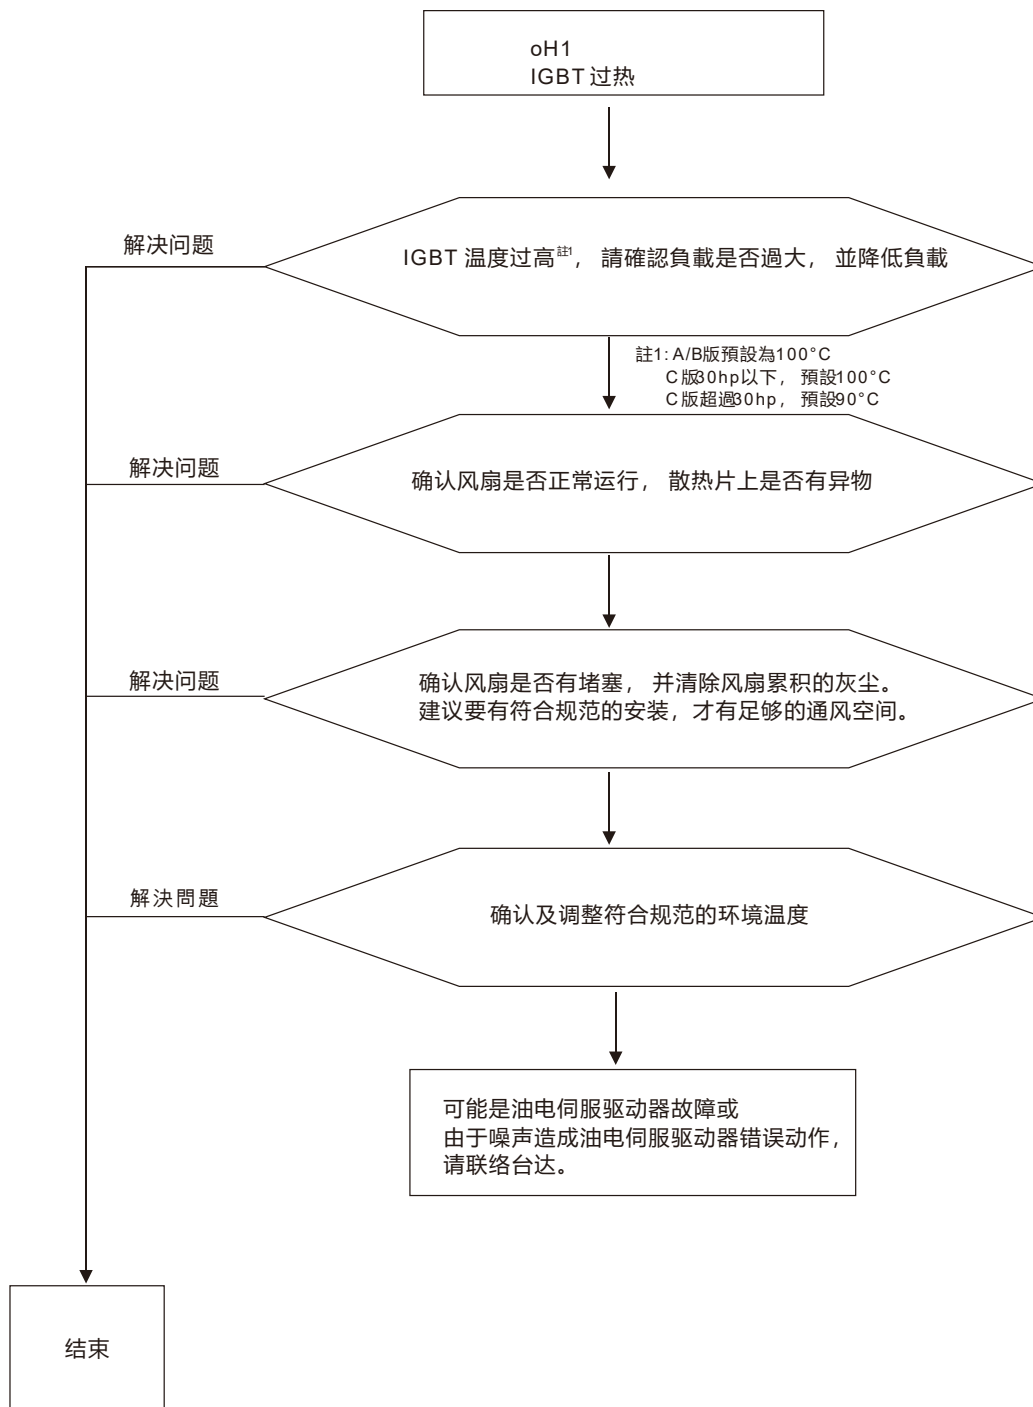 oH1
IGBT 过热
解决问题
IGBT 温度过高註1， 請確認負載是否過大， 並降低負載
註1: A/B版預設為100°C
C版30hp以下， 預設100°C
C版超過30hp， 預設90°C
解决问题
确认风扇是否正常运行， 散热片上是否有异物
解决问题
确认风扇是否有堵塞， 并清除风扇累积的灰尘。
建议要有符合规范的安装，才有足够的通风空间。
解決問題
确认及调整符合规范的环境温度
可能是油电伺服驱动器故障或
由于噪声造成油电伺服驱动器错误动作，
请联络台达。
结束